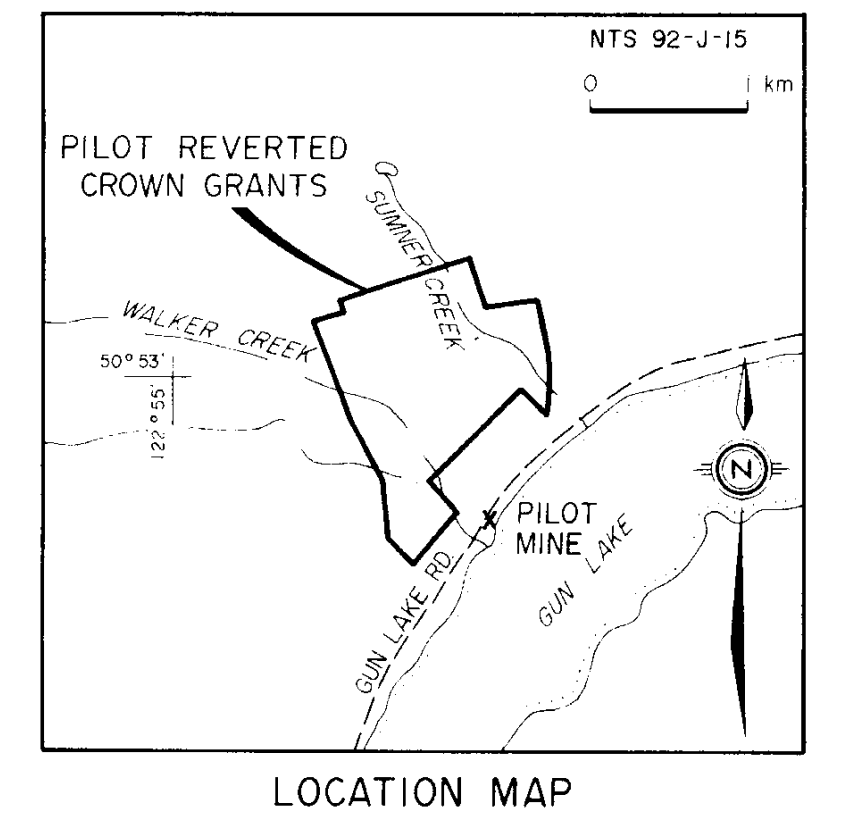 NTS 92-J-15
0 1 km
PILOT REVERTED
CROWN GRANTS
SUMNER CREEK
WALKER CREEK
50° 53'
122° 55'
N
PILOT
MINE
GUN LAKE
GUN LAKE RD.
LOCATION MAP